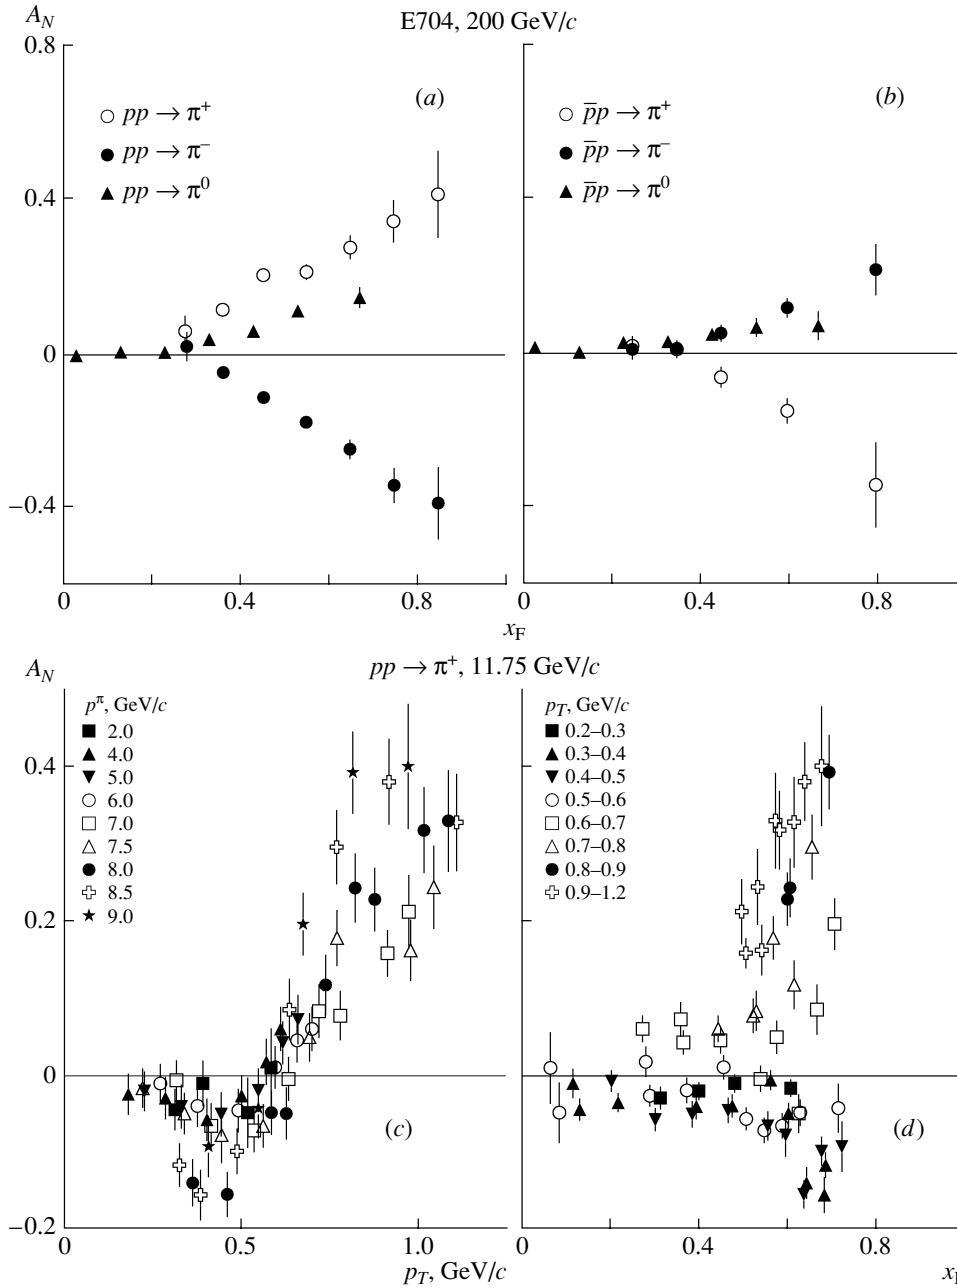 E704, 200 GeV/c
A_N
0.8
0.4
0
−0.4
(a)
pp → π⁺
pp → π⁻
pp → π⁰
0
0.4
0.8
(b)
p̄p → π⁺
p̄p → π⁻
p̄p → π⁰
0
0.4
0.8
x_F
pp → π⁺, 11.75 GeV/c
A_N
0.4
0.2
0
−0.2
p^π, GeV/c
2.0
4.0
5.0
6.0
7.0
7.5
8.0
8.5
9.0
(c)
0
0.5
1.0
p_T, GeV/c
p_T, GeV/c
0.2–0.3
0.3–0.4
0.4–0.5
0.5–0.6
0.6–0.7
0.7–0.8
0.8–0.9
0.9–1.2
(d)
0
0.4
0.8